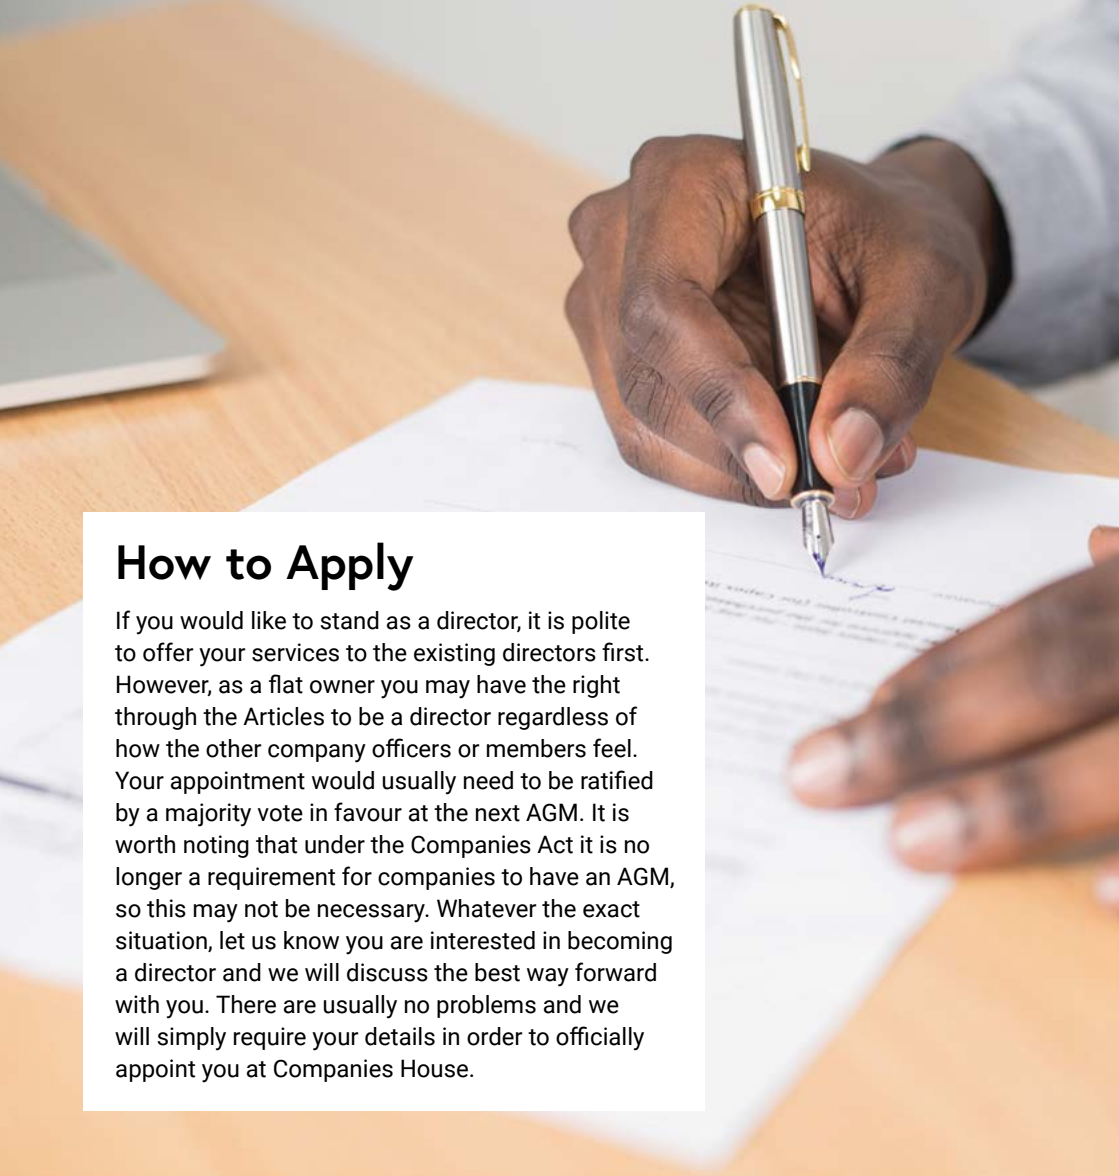 How to Apply
If you would like to stand as a director, it is polite
to offer your services to the existing directors first.
However, as a flat owner you may have the right
through the Articles to be a director regardless of
how the other company officers or members feel.
Your appointment would usually need to be ratified
by a majority vote in favour at the next AGM. It is
worth noting that under the Companies Act it is no
longer a requirement for companies to have an AGM,
so this may not be necessary. Whatever the exact
situation, let us know you are interested in becoming
a director and we will discuss the best way forward
with you. There are usually no problems and we
will simply require your details in order to officially
appoint you at Companies House.